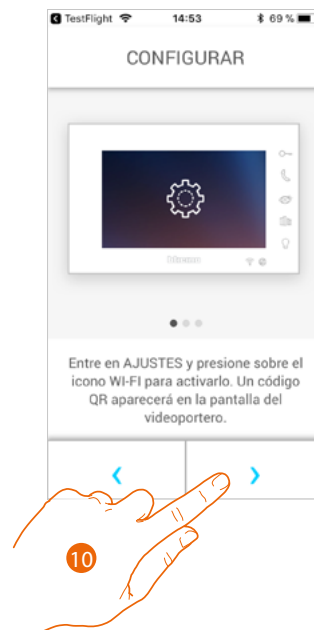 TestFlight 14:53 69 %
CONFIGURAR
Entre en AJUSTES y presione sobre el
icono WI-FI para activarlo. Un código
QR aparecerá en la pantalla del
videoportero.
10